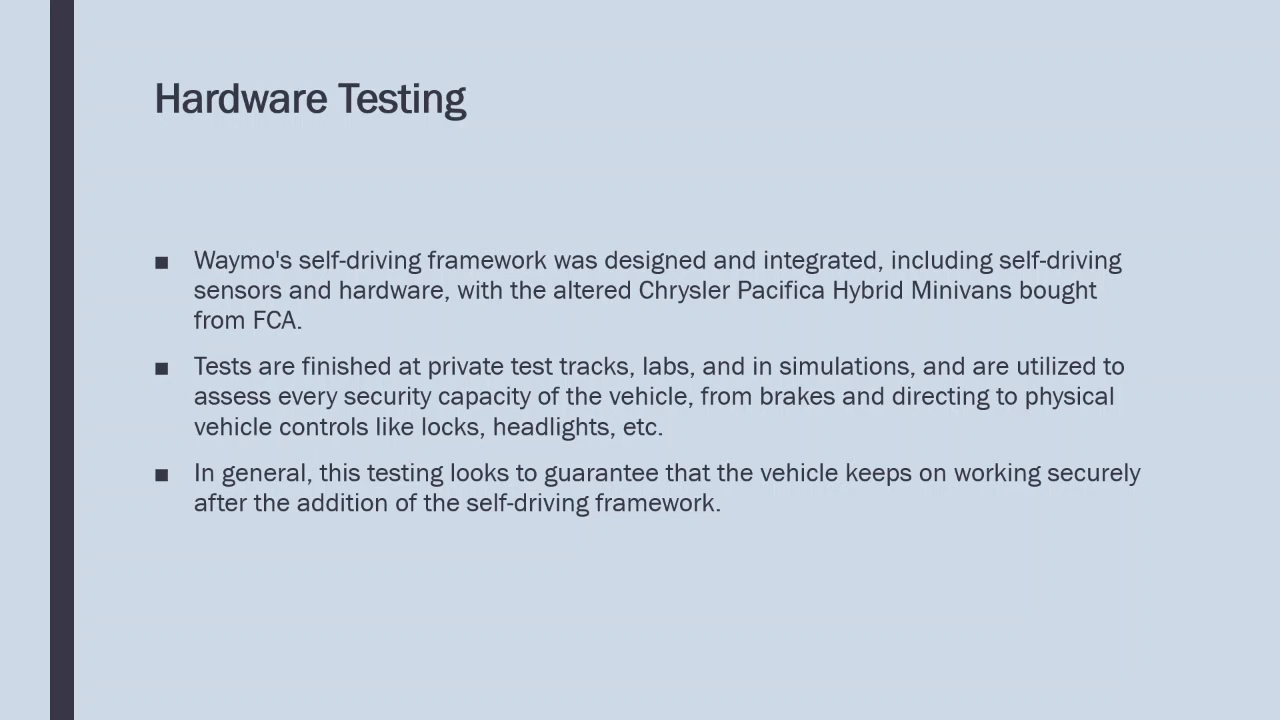 Hardware Testing
■ Waymo's self-driving framework was designed and integrated, including self-driving
sensors and hardware, with the altered Chrysler Pacifica Hybrid Minivans bought
from FCA.
■ Tests are finished at private test tracks, labs, and in simulations, and are utilized to
assess every security capacity of the vehicle, from brakes and directing to physical
vehicle controls like locks, headlights, etc.
■ In general, this testing looks to guarantee that the vehicle keeps on working securely
after the addition of the self-driving framework.